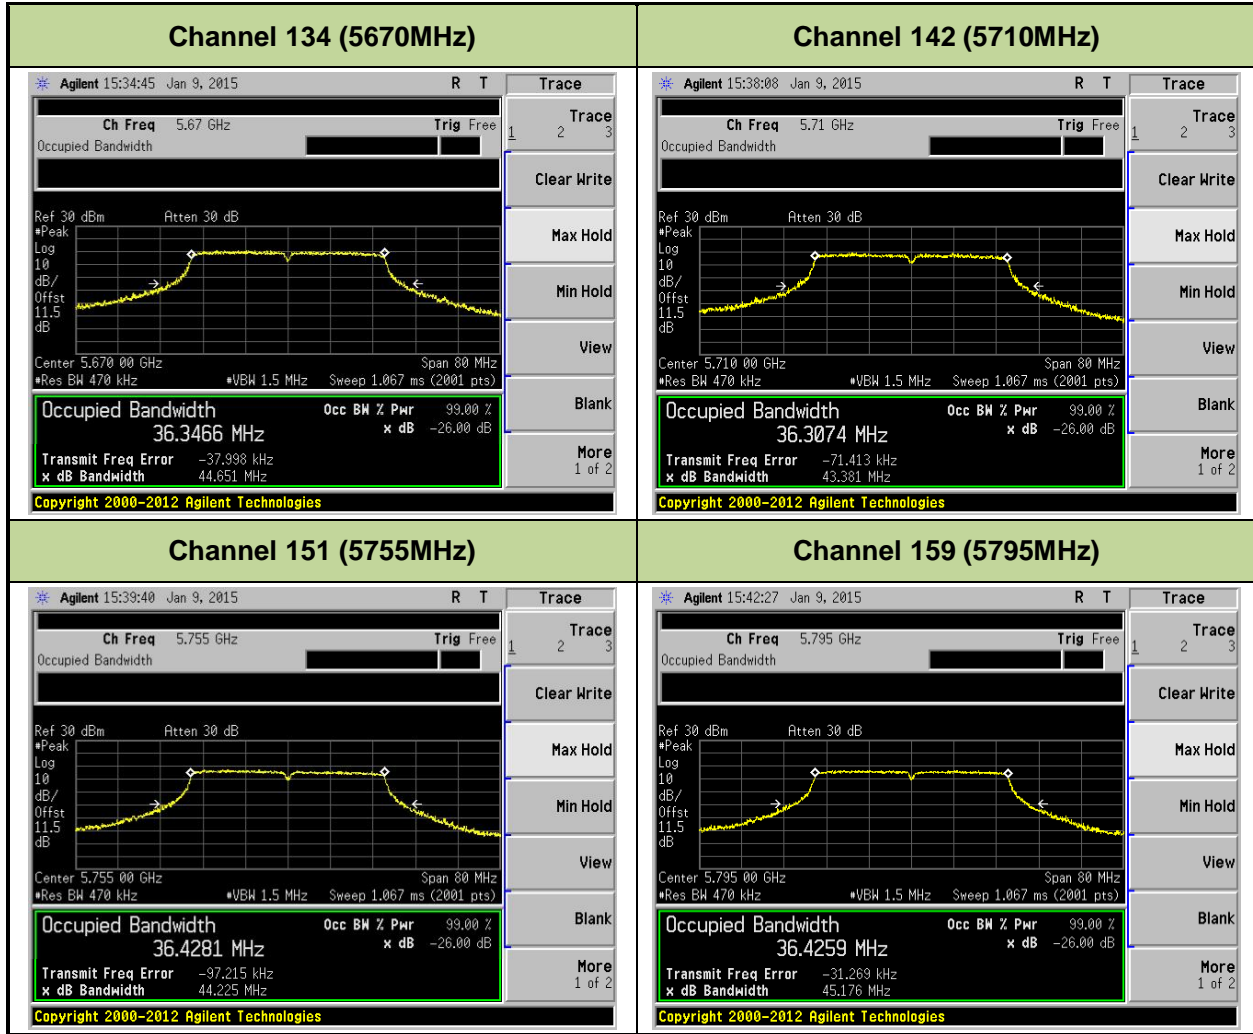 Channel 134 (5670MHz)
Agilent 15:34:45 Jan 9, 2015 R T
Trace
Ch Freq 5.67 GHz Trig Free
Occupied Bandwidth
Trace
1 2 3
Clear Write
Max Hold
Min Hold
View
Blank
More
1 of 2
Ref 30 dBm Atten 30 dB
#Peak
Log
10
dB/
Offst
11.5
dB
Center 5.670 00 GHz Span 80 MHz
#Res BW 470 kHz #VBW 1.5 MHz Sweep 1.067 ms (2001 pts)
Occupied Bandwidth Occ BW % Pwr 99.00 %
36.3466 MHz x dB -26.00 dB
Transmit Freq Error -37.998 kHz
x dB Bandwidth 44.651 MHz
Copyright 2000-2012 Agilent Technologies
Channel 142 (5710MHz)
Agilent 15:38:08 Jan 9, 2015 R T
Trace
Ch Freq 5.71 GHz Trig Free
Occupied Bandwidth
Trace
1 2 3
Clear Write
Max Hold
Min Hold
View
Blank
More
1 of 2
Ref 30 dBm Atten 30 dB
#Peak
Log
10
dB/
Offst
11.5
dB
Center 5.710 00 GHz Span 80 MHz
#Res BW 470 kHz #VBW 1.5 MHz Sweep 1.067 ms (2001 pts)
Occupied Bandwidth Occ BW % Pwr 99.00 %
36.3074 MHz x dB -26.00 dB
Transmit Freq Error -71.413 kHz
x dB Bandwidth 43.381 MHz
Copyright 2000-2012 Agilent Technologies
Channel 151 (5755MHz)
Agilent 15:39:40 Jan 9, 2015 R T
Trace
Ch Freq 5.755 GHz Trig Free
Occupied Bandwidth
Trace
1 2 3
Clear Write
Max Hold
Min Hold
View
Blank
More
1 of 2
Ref 30 dBm Atten 30 dB
#Peak
Log
10
dB/
Offst
11.5
dB
Center 5.755 00 GHz Span 80 MHz
#Res BW 470 kHz #VBW 1.5 MHz Sweep 1.067 ms (2001 pts)
Occupied Bandwidth Occ BW % Pwr 99.00 %
36.4281 MHz x dB -26.00 dB
Transmit Freq Error -97.215 kHz
x dB Bandwidth 44.225 MHz
Copyright 2000-2012 Agilent Technologies
Channel 159 (5795MHz)
Agilent 15:42:27 Jan 9, 2015 R T
Trace
Ch Freq 5.795 GHz Trig Free
Occupied Bandwidth
Trace
1 2 3
Clear Write
Max Hold
Min Hold
View
Blank
More
1 of 2
Ref 30 dBm Atten 30 dB
#Peak
Log
10
dB/
Offst
11.5
dB
Center 5.795 00 GHz Span 80 MHz
#Res BW 470 kHz #VBW 1.5 MHz Sweep 1.067 ms (2001 pts)
Occupied Bandwidth Occ BW % Pwr 99.00 %
36.4259 MHz x dB -26.00 dB
Transmit Freq Error -31.269 kHz
x dB Bandwidth 45.176 MHz
Copyright 2000-2012 Agilent Technologies